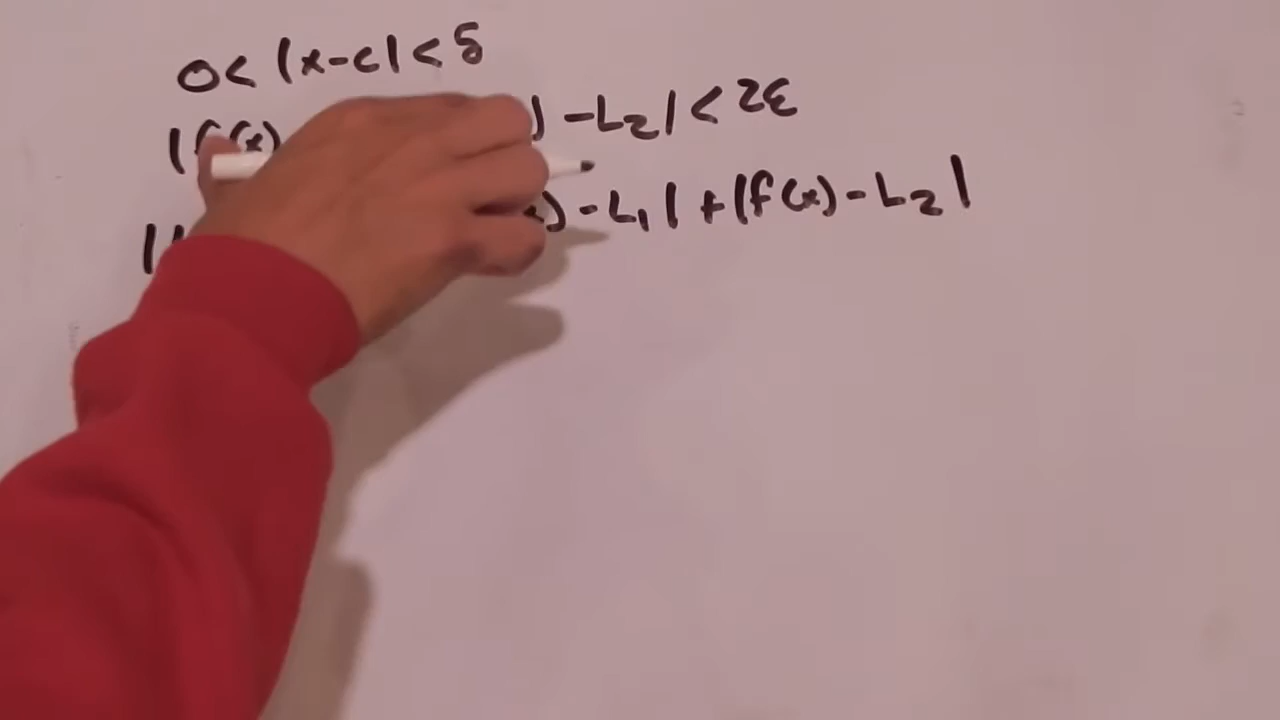 0 < |x-c| < δ
|f(x) ) - L₂| < 2ε
| x) - L₁| + |f(x) - L₂|